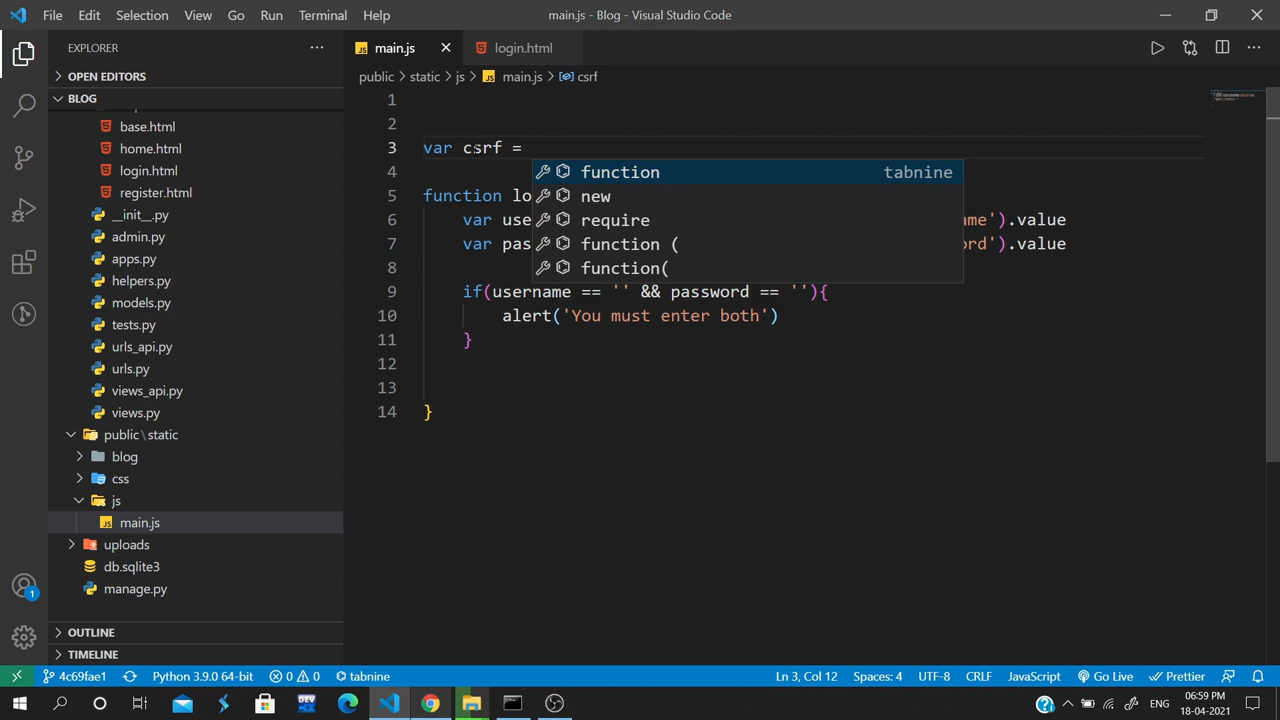 File Edit Selection View Go Run Terminal Help
main.js - Blog - Visual Studio Code
EXPLORER
OPEN EDITORS
BLOG
base.html
home.html
login.html
register.html
__init__.py
admin.py
apps.py
helpers.py
models.py
tests.py
urls_api.py
urls.py
views_api.py
views.py
public\static
blog
css
js
main.js
uploads
db.sqlite3
manage.py
OUTLINE
TIMELINE
main.js login.html
public > static > js > main.js > csrf
1
2
3 var csrf =
4
5 function lo
6 var use me').value
7 var pas ord').value
8
9 if(username == '' && password == ''){
10 alert('You must enter both')
11 }
12
13
14 }
function tabnine
new
require
function (
function(
1
4c69fae1 Python 3.9.0 64-bit 0 0 tabnine Ln 3, Col 12 Spaces: 4 UTF-8 CRLF JavaScript Go Live Prettier
DEV
ENG
06:59 PM
18-04-2021